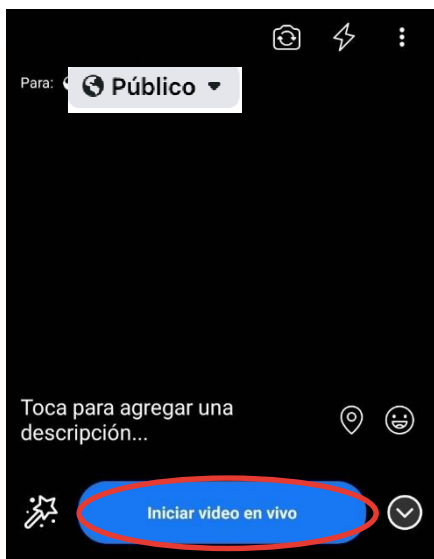 Para: Público
Toca para agregar una
descripción...
Iniciar video en vivo